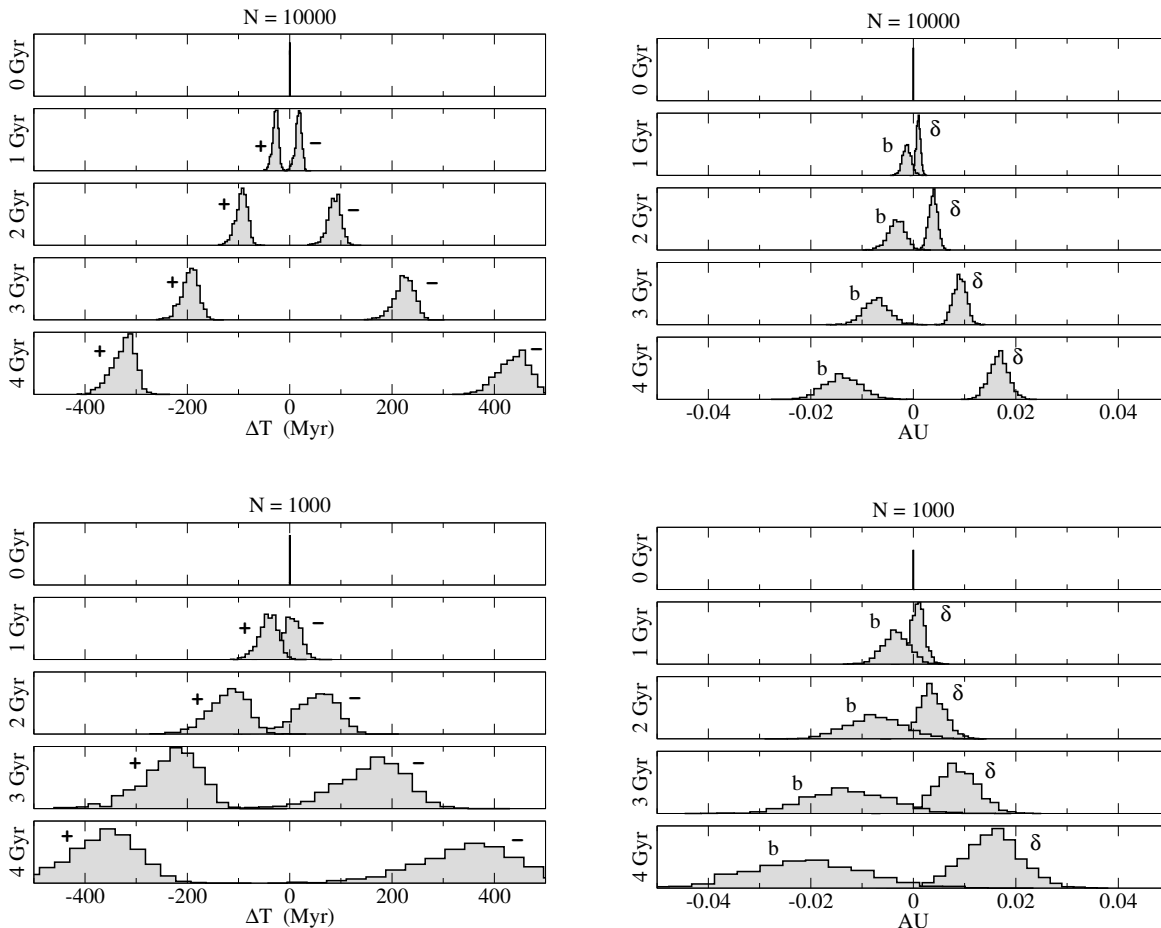 N = 10000
0 Gyr
1 Gyr
+
−
2 Gyr
+
−
3 Gyr
+
−
4 Gyr
+
−
-400 -200 0 200 400
ΔT (Myr)
N = 10000
0 Gyr
1 Gyr
b
δ
2 Gyr
b
δ
3 Gyr
b
δ
4 Gyr
b
δ
-0.04 -0.02 0 0.02 0.04
AU
N = 1000
0 Gyr
1 Gyr
+
−
2 Gyr
+
−
3 Gyr
+
−
4 Gyr
+
−
-400 -200 0 200 400
ΔT (Myr)
N = 1000
0 Gyr
1 Gyr
b
δ
2 Gyr
b
δ
3 Gyr
b
δ
4 Gyr
b
δ
-0.04 -0.02 0 0.02 0.04
AU